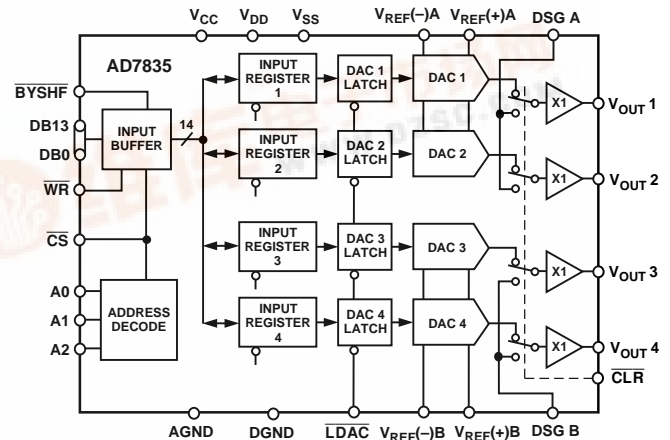 VCC VDD VSS VREF(–)A VREF(+)A DSG A
AD7835
BYSHF
DB13
DB0
WR
CS
A0
A1
A2
INPUT BUFFER
14
ADDRESS DECODE
INPUT REGISTER 1
DAC 1 LATCH
DAC 1
X1
VOUT 1
INPUT REGISTER 2
DAC 2 LATCH
DAC 2
X1
VOUT 2
INPUT REGISTER 3
DAC 3 LATCH
DAC 3
X1
VOUT 3
INPUT REGISTER 4
DAC 4 LATCH
DAC 4
X1
VOUT 4
CLR
AGND DGND LDAC VREF(–)B VREF(+)B DSG B